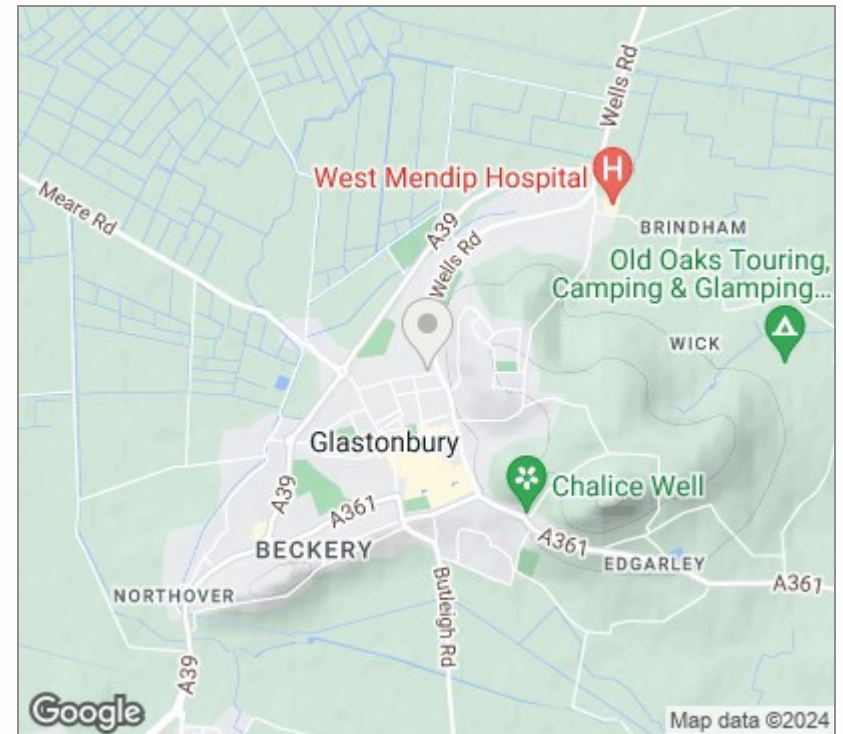 Wells Rd
West Mendip Hospital
H
Meare Rd
A39
Wells Rd
BRINDHAM
Old Oaks Touring,
Camping & Glamping...
WICK
Glastonbury
Chalice Well
A39
A361
BECKERY
A361
EDGARLEY
A361
NORTHOVER
Butleigh Rd
A39
Google
Map data ©2024